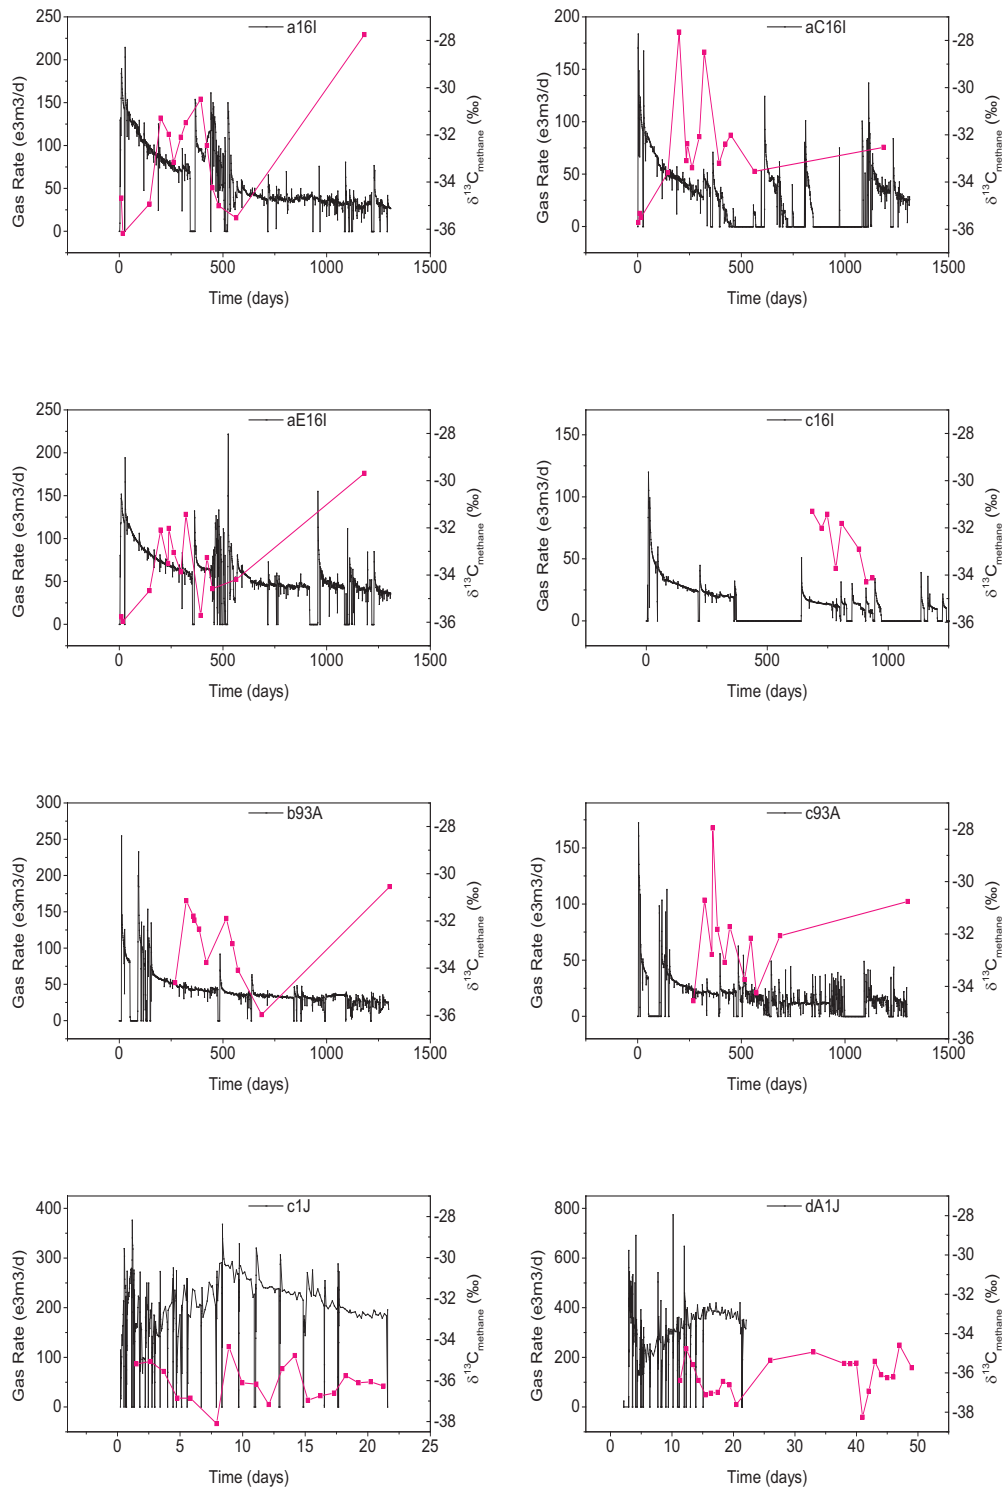 a16I
Gas Rate (e3m3/d)
250
200
150
100
50
0
-28
-30
-32
-34
-36
δ13Cmethane (‰)
0 500 1000 1500
Time (days)
aC16I
Gas Rate (e3m3/d)
200
150
100
50
0
-28
-30
-32
-34
-36
δ13Cmethane (‰)
0 500 1000 1500
Time (days)
aE16I
Gas Rate (e3m3/d)
250
200
150
100
50
0
-28
-30
-32
-34
-36
δ13Cmethane (‰)
0 500 1000 1500
Time (days)
c16I
Gas Rate (e3m3/d)
150
100
50
0
-28
-30
-32
-34
-36
δ13Cmethane (‰)
0 500 1000
Time (days)
b93A
Gas Rate (e3m3/d)
300
250
200
150
100
50
0
-28
-30
-32
-34
-36
δ13Cmethane (‰)
0 500 1000 1500
Time (days)
c93A
Gas Rate (e3m3/d)
150
100
50
0
-28
-30
-32
-34
-36
δ13Cmethane (‰)
0 500 1000 1500
Time (days)
c1J
Gas Rate (e3m3/d)
400
300
200
100
0
-28
-30
-32
-34
-36
-38
δ13Cmethane (‰)
0 5 10 15 20 25
Time (days)
dA1J
Gas Rate (e3m3/d)
800
600
400
200
0
-28
-30
-32
-34
-36
-38
δ13Cmethane (‰)
0 10 20 30 40 50
Time (days)